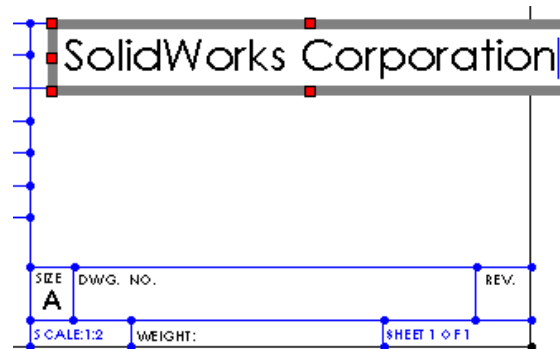 SolidWorks Corporation
SIZE DWG. NO. REV.
A
SCALE:1:2 WEIGHT: SHEET 1 OF 1